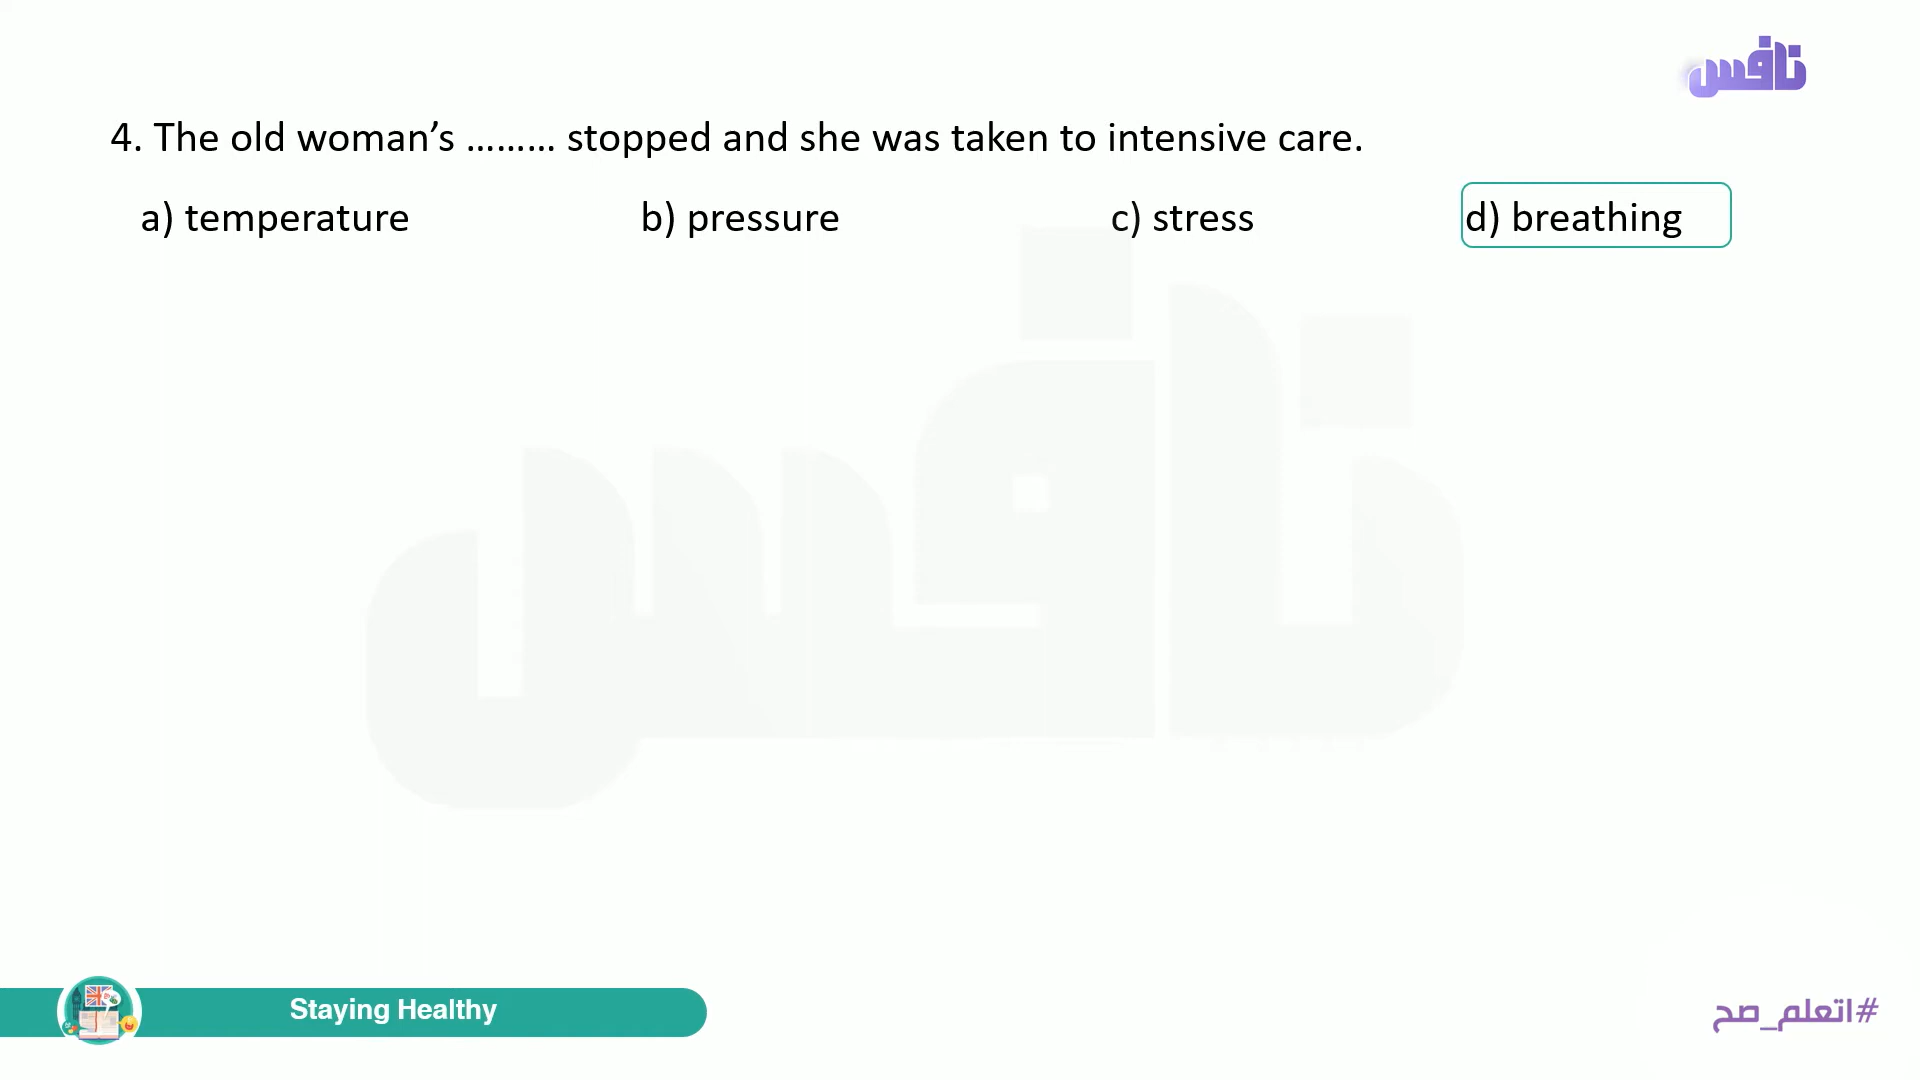 نافس
4. The old woman’s ……… stopped and she was taken to intensive care.
a) temperature b) pressure c) stress d) breathing
نافس
Staying Healthy
#اتعلم_صح